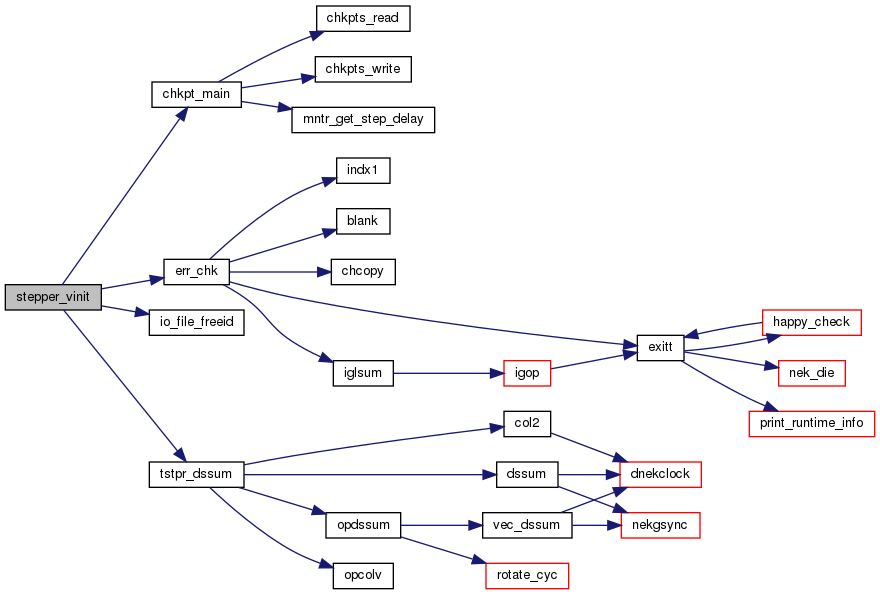 chkpts_read
chkpts_write
chkpt_main
mntr_get_step_delay
indx1
blank
err_chk
chcopy
stepper_vinit
io_file_freeid
happy_check
exitt
iglsum
igop
nek_die
print_runtime_info
col2
tstpr_dssum
dssum
dnekclock
opdssum
vec_dssum
nekgsync
opcolv
rotate_cyc